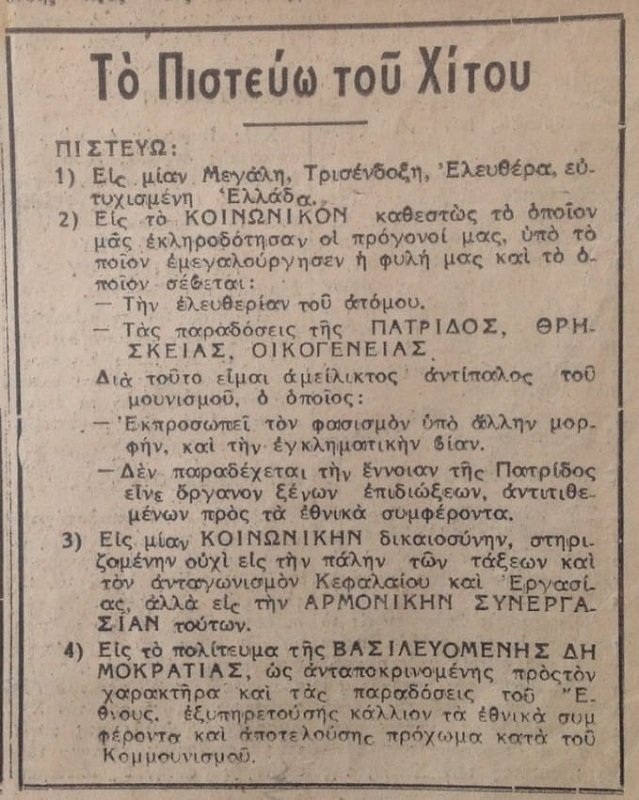 Τὸ Πιστεύω τοῦ Χίτου
ΠΙΣΤΕΥΩ:
1) Εἰς μίαν Μεγάλη, Τρισένδοξη, Ἐλευθέρα, εὐ-
τυχισμένη Ἑλλάδα.
2) Εἰς τὸ ΚΟΙΝΩΝΙΚΟΝ καθεστὼς τὸ ὁποῖον
μᾶς ἐκληροδότησαν οἱ πρόγονοί μας, ὑπὸ τὸ
ποῖον ἐμεγαλούργησεν ἡ φυλή μας καὶ τὸ ὁ-
ποῖον σέβεται:
— Τὴν ἐλευθερίαν τοῦ ἀτόμου.
— Τὰς παραδόσεις τῆς ΠΑΤΡΙΔΟΣ, ΘΡΗ-
ΣΚΕΙΑΣ, ΟΙΚΟΓΕΝΕΙΑΣ
Διὰ τοῦτο εἶμαι ἀμείλικτος ἀντίπαλος τοῦ
μουνισμοῦ, ὁ ὁποῖος:
— Ἐκπροσωπεῖ τὸν φασισμὸν ὑπὸ ἄλλην μορ-
φήν, καὶ τὴν ἐγκληματικὴν βίαν.
— Δὲν παραδέχεται τὴν ἔννοιαν τῆς Πατρίδος
εἶνε ὄργανον ξένων ἐπιδιώξεων, ἀντιτιθε-
μένων πρὸς τὰ ἐθνικὰ συμφέροντα.
3) Εἰς μίαν ΚΟΙΝΩΝΙΚΗΝ δικαιοσύνην, στηρι-
ζομένην οὐχὶ εἰς τὴν πάλην τῶν τάξεων καὶ
τὸν ἀνταγωνισμὸν Κεφαλαίου καὶ Ἐργασί-
ας, ἀλλὰ εἰς τὴν ΑΡΜΟΝΙΚΗΝ ΣΥΝΕΡΓΑ-
ΣΙΑΝ τούτων.
4) Εἰς τὸ πολίτευμα τῆς ΒΑΣΙΛΕΥΟΜΕΝΗΣ ΔΗ
ΜΟΚΡΑΤΙΑΣ, ὡς ἀνταποκρινομένης πρὸςτὸν
χαρακτῆρα καὶ τὰς παραδόσεις τοῦ Ἔ-
θνους. ἐξυπηρετούσης κάλλιον τὰ ἐθνικὰ συμ
φέροντα καὶ ἀποτελούσης πρόχωμα κατὰ τοῦ
Κομμουνισμοῦ.